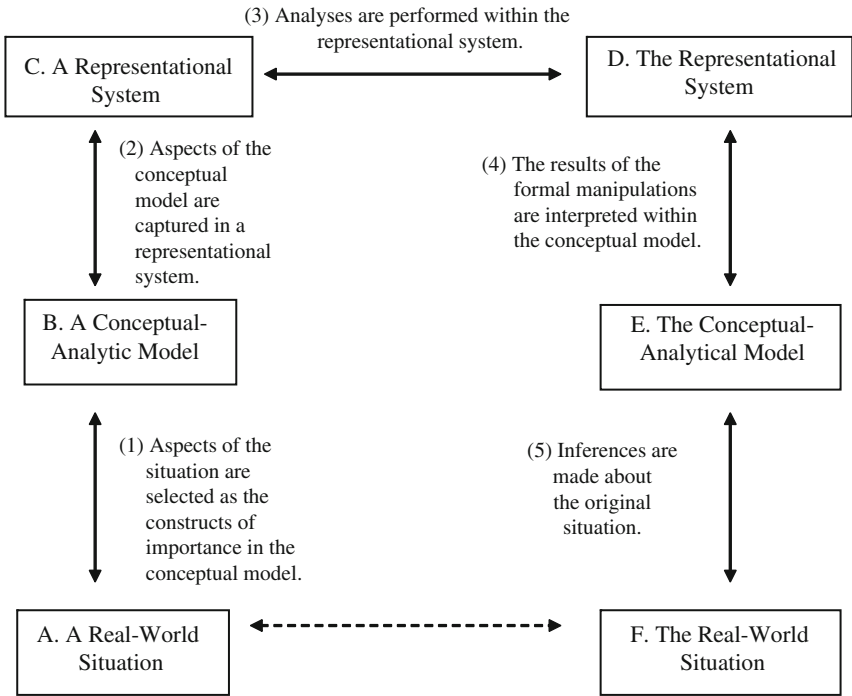 (3) Analyses are performed within the
representational system.
C. A Representational
System
D. The Representational
System
(2) Aspects of the
conceptual
model are
captured in a
representational
system.
(4) The results of the
formal manipulations
are interpreted within
the conceptual model.
B. A Conceptual-
Analytic Model
E. The Conceptual-
Analytical Model
(1) Aspects of the
situation are
selected as the
constructs of
importance in the
conceptual model.
(5) Inferences are
made about
the original
situation.
A. A Real-World
Situation
F. The Real-World
Situation